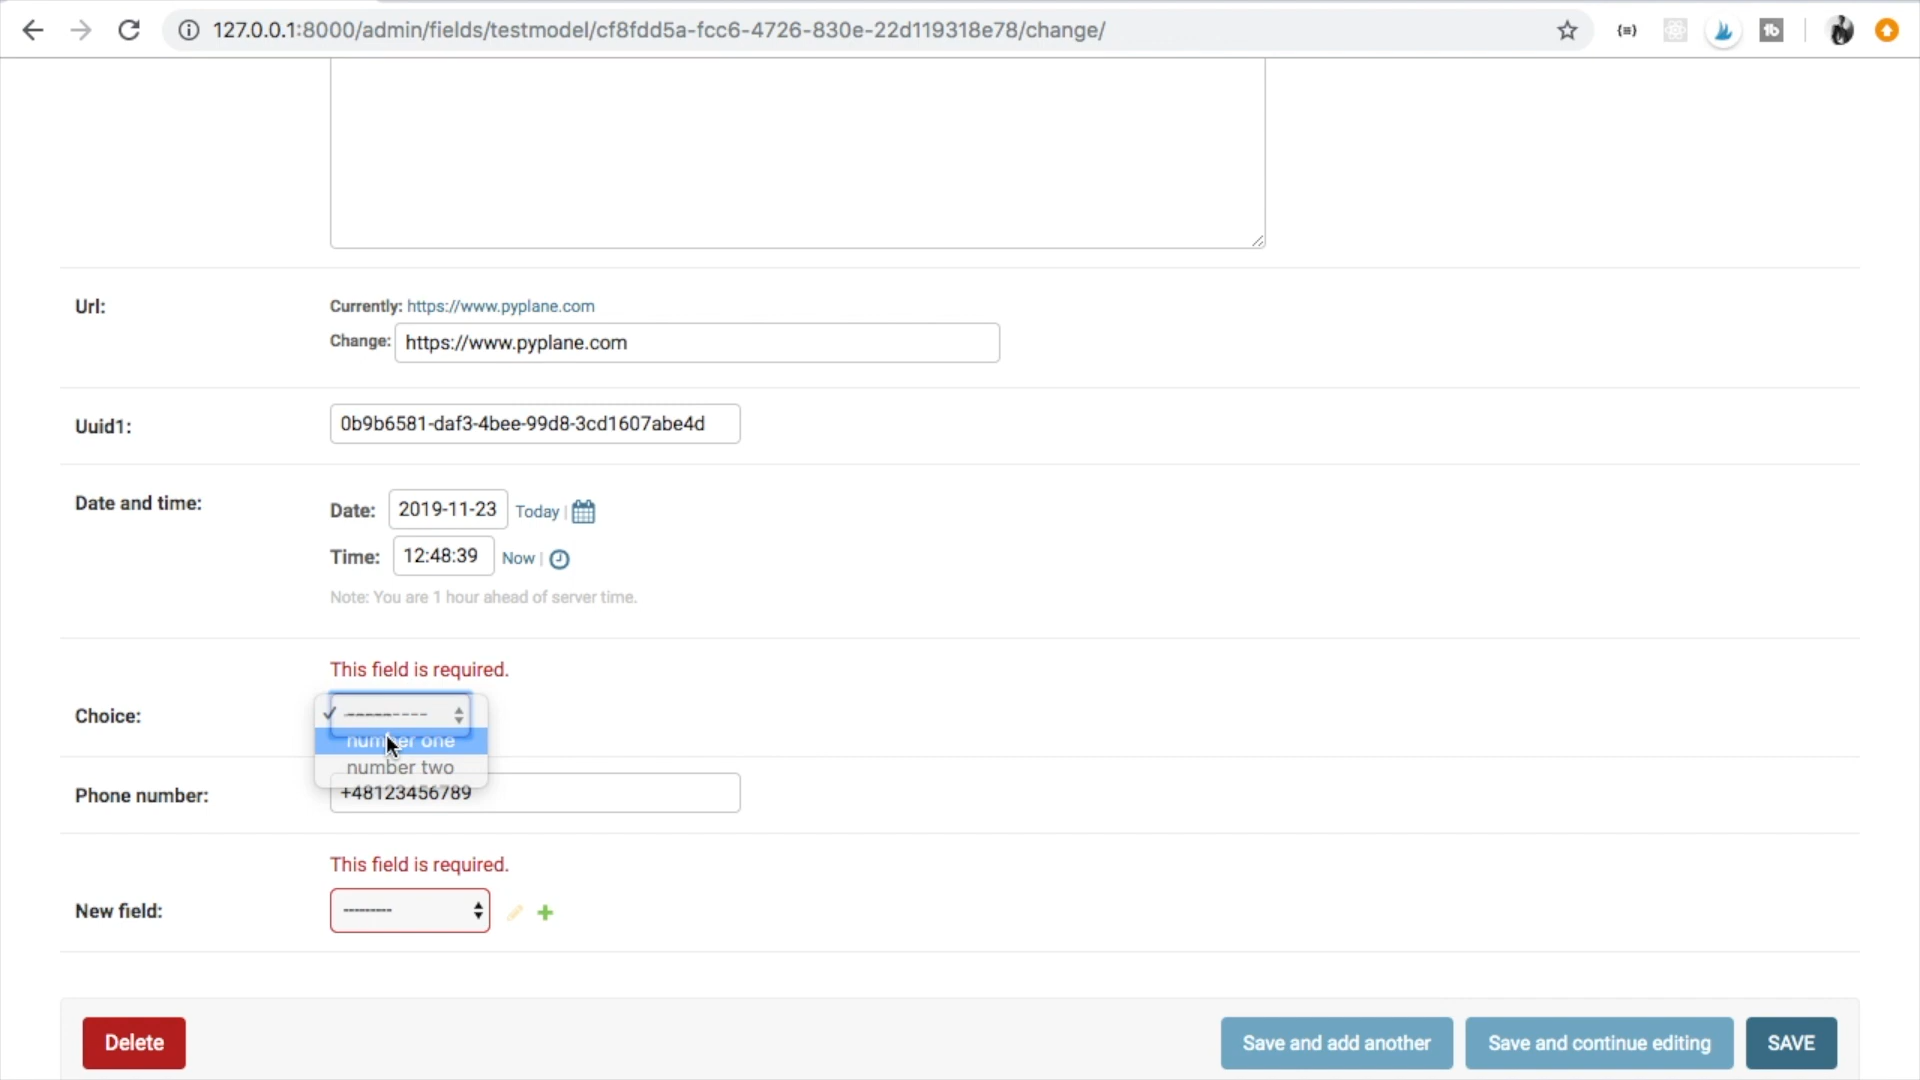 127.0.0.1:8000/admin/fields/testmodel/cf8fdd5a-fcc6-4726-830e-22d119318e78/change/
Url:
Currently: https://www.pyplane.com
Change: https://www.pyplane.com
Uuid1: 0b9b6581-daf3-4bee-99d8-3cd1607abe4d
Date and time:
Date: 2019-11-23 Today |
Time: 12:48:39 Now |
Note: You are 1 hour ahead of server time.
This field is required.
Choice: ✓ ---------
number one
number two
Phone number: +48123456789
This field is required.
New field: ---------
Delete Save and add another Save and continue editing SAVE